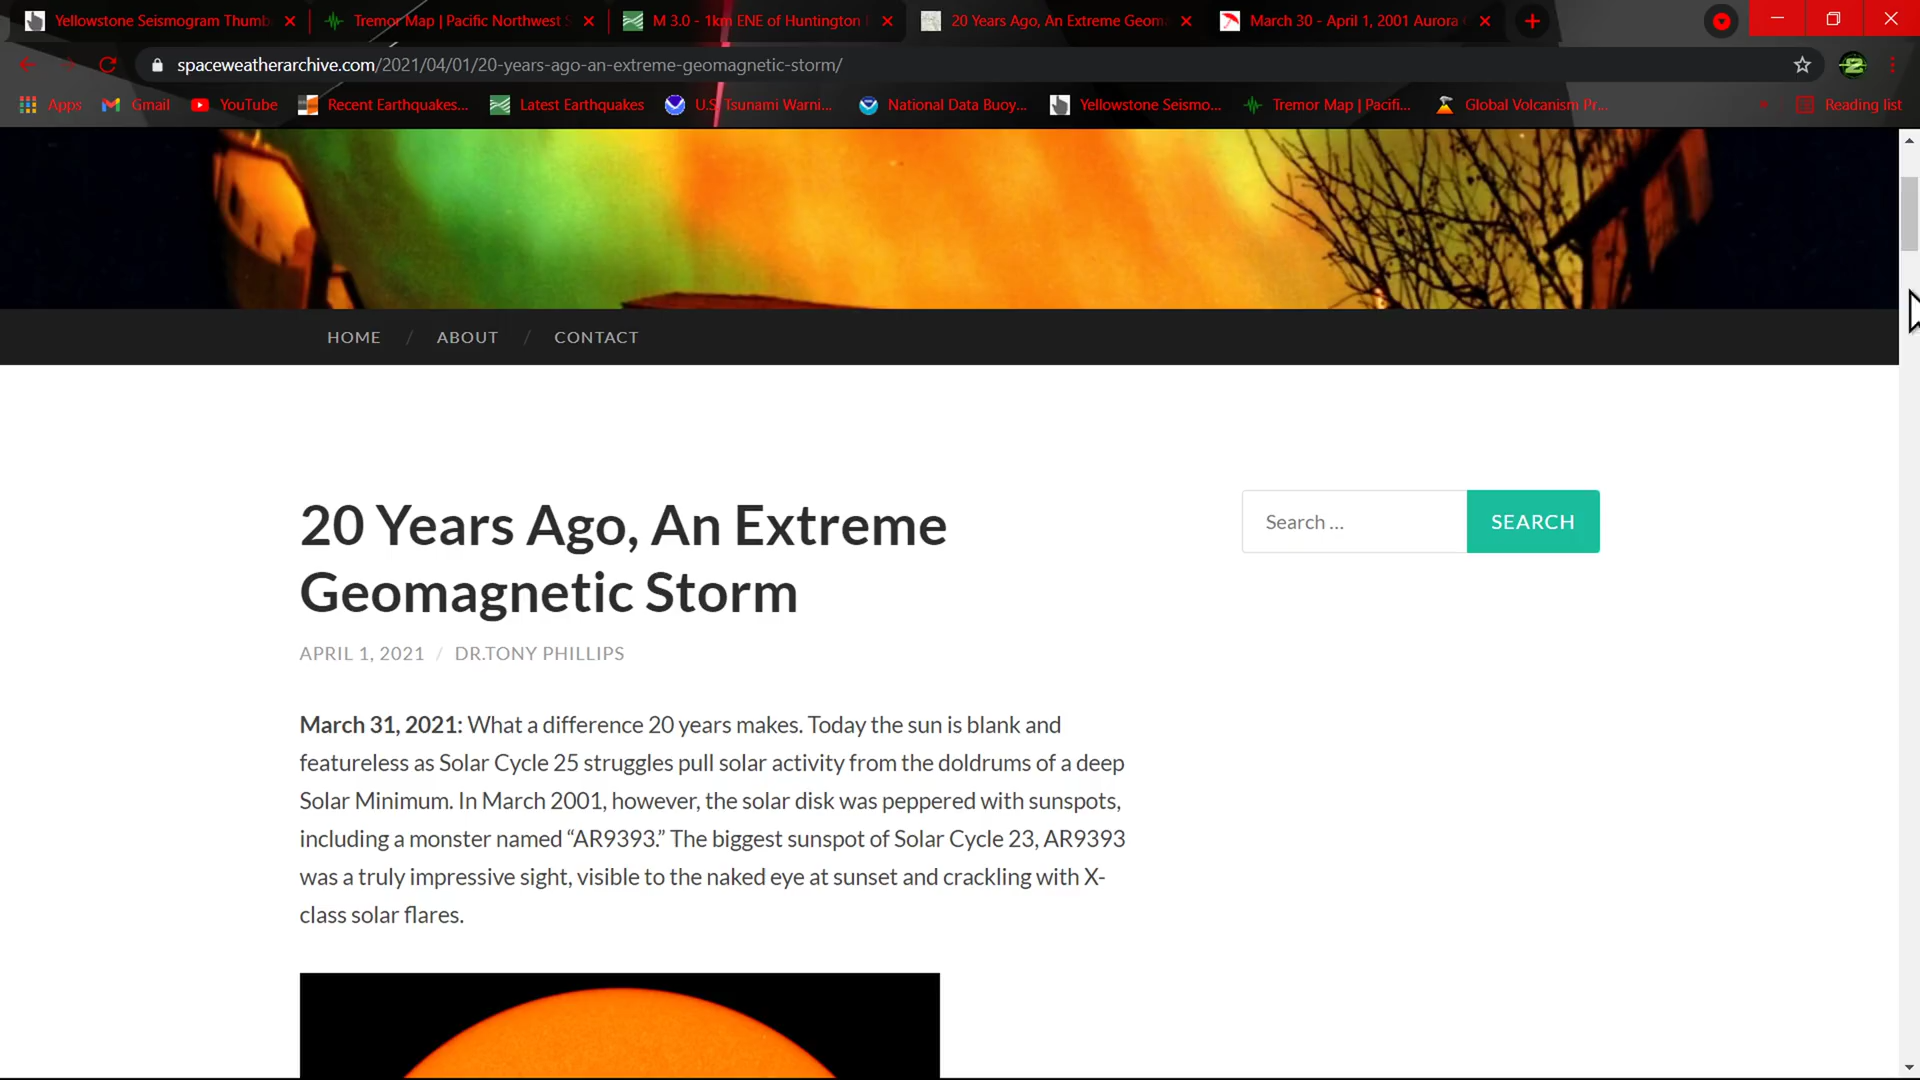 Yellowstone Seismogram Thumb
Tremor Map | Pacific Northwest S
M 3.0 - 1km ENE of Huntington
20 Years Ago, An Extreme Geom
March 30 - April 1, 2001 Aurora
spaceweatherarchive.com/2021/04/01/20-years-ago-an-extreme-geomagnetic-storm/
Apps
Gmail
YouTube
Recent Earthquakes...
Latest Earthquakes
U.S. Tsunami Warni...
National Data Buoy...
Yellowstone Seismo...
Tremor Map | Pacifi...
Global Volcanism Pr...
Reading list
HOME / ABOUT / CONTACT
20 Years Ago, An Extreme
Geomagnetic Storm
Search ...
SEARCH
APRIL 1, 2021 / DR.TONY PHILLIPS
March 31, 2021: What a difference 20 years makes. Today the sun is blank and
featureless as Solar Cycle 25 struggles pull solar activity from the doldrums of a deep
Solar Minimum. In March 2001, however, the solar disk was peppered with sunspots,
including a monster named “AR9393.” The biggest sunspot of Solar Cycle 23, AR9393
was a truly impressive sight, visible to the naked eye at sunset and crackling with X-
class solar flares.